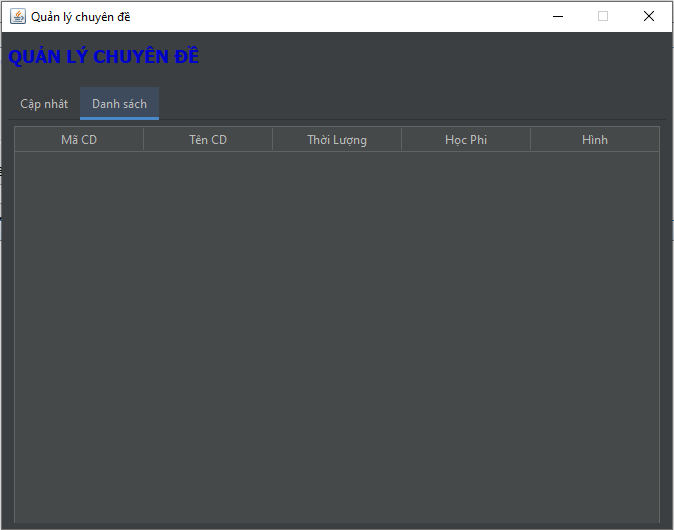 Quản lý chuyên đề
QUẢN LÝ CHUYÊN ĐỀ
Cập nhât Danh sách
Mã CD Tên CD Thời Lượng Học Phi Hình